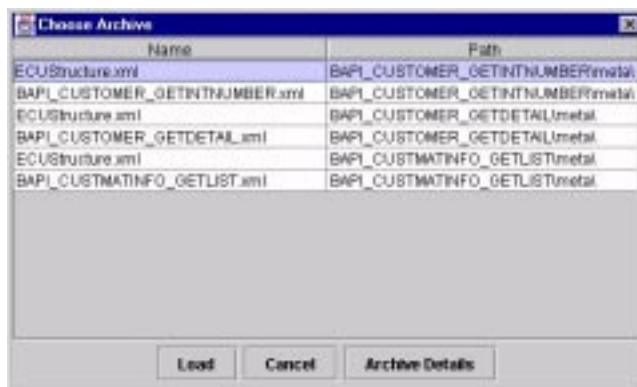 Choose Archive
Name Path
ECUStructure.xml BAPI_CUSTOMER_GETINTNUMBER\meta\
BAPI_CUSTOMER_GETINTNUMBER.xml BAPI_CUSTOMER_GETINTNUMBER\meta\
ECUStructure.xml BAPI_CUSTOMER_GETDETAIL\meta\
BAPI_CUSTOMER_GETDETAIL.xml BAPI_CUSTOMER_GETDETAIL\meta\
ECUStructure.xml BAPI_CUSTMATINFO_GETLIST\meta\
BAPI_CUSTMATINFO_GETLIST.xml BAPI_CUSTMATINFO_GETLIST\meta\
Load Cancel Archive Details